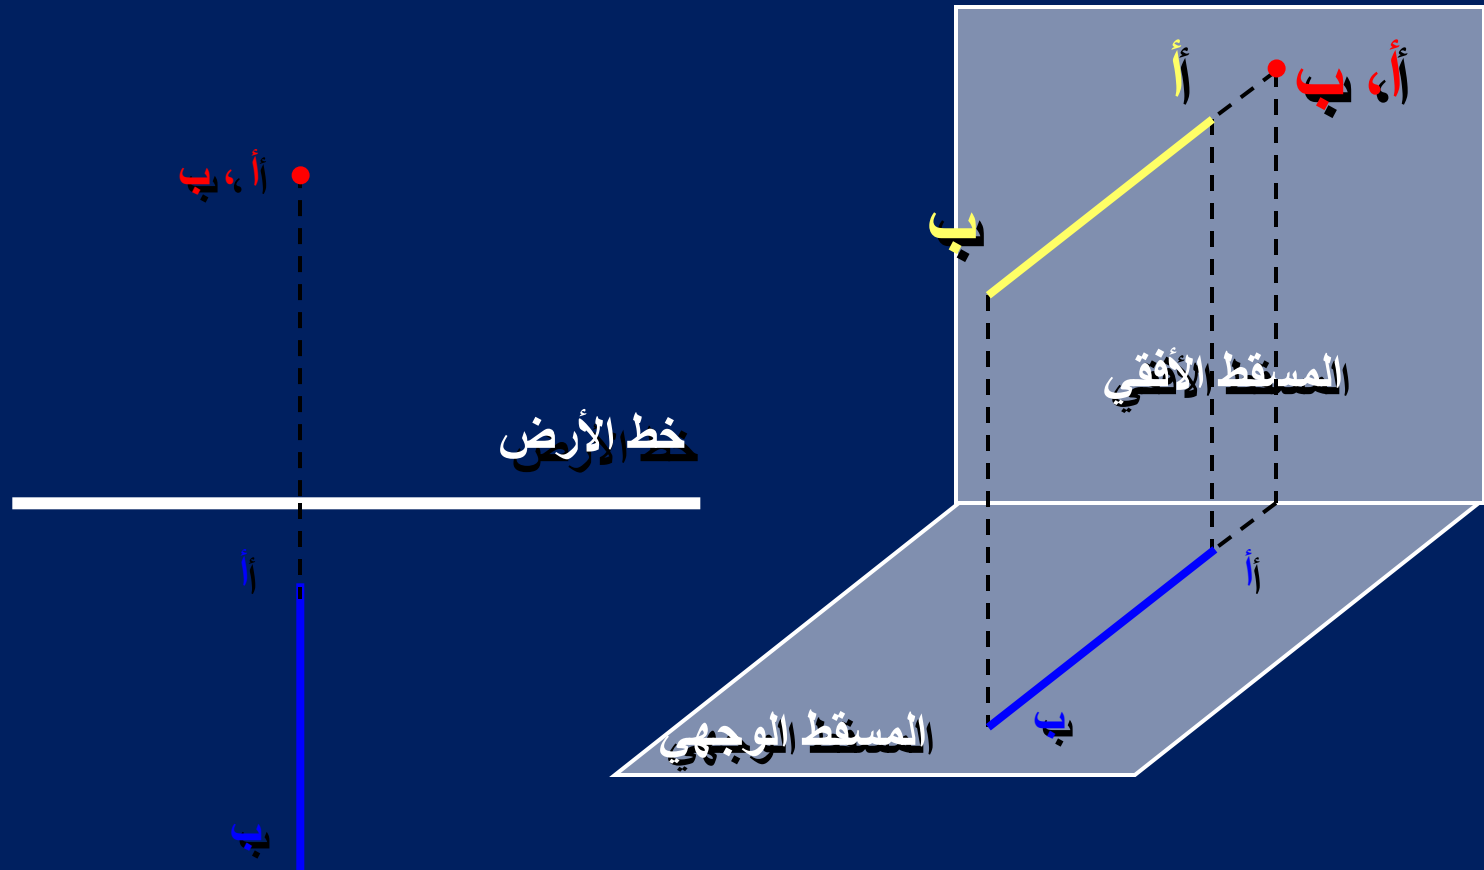 أ
أ، ب
ب
المسقط الأفقي
أ
ب
المسقط الوجهي
أ ، ب
خط الأرض
أ
ب